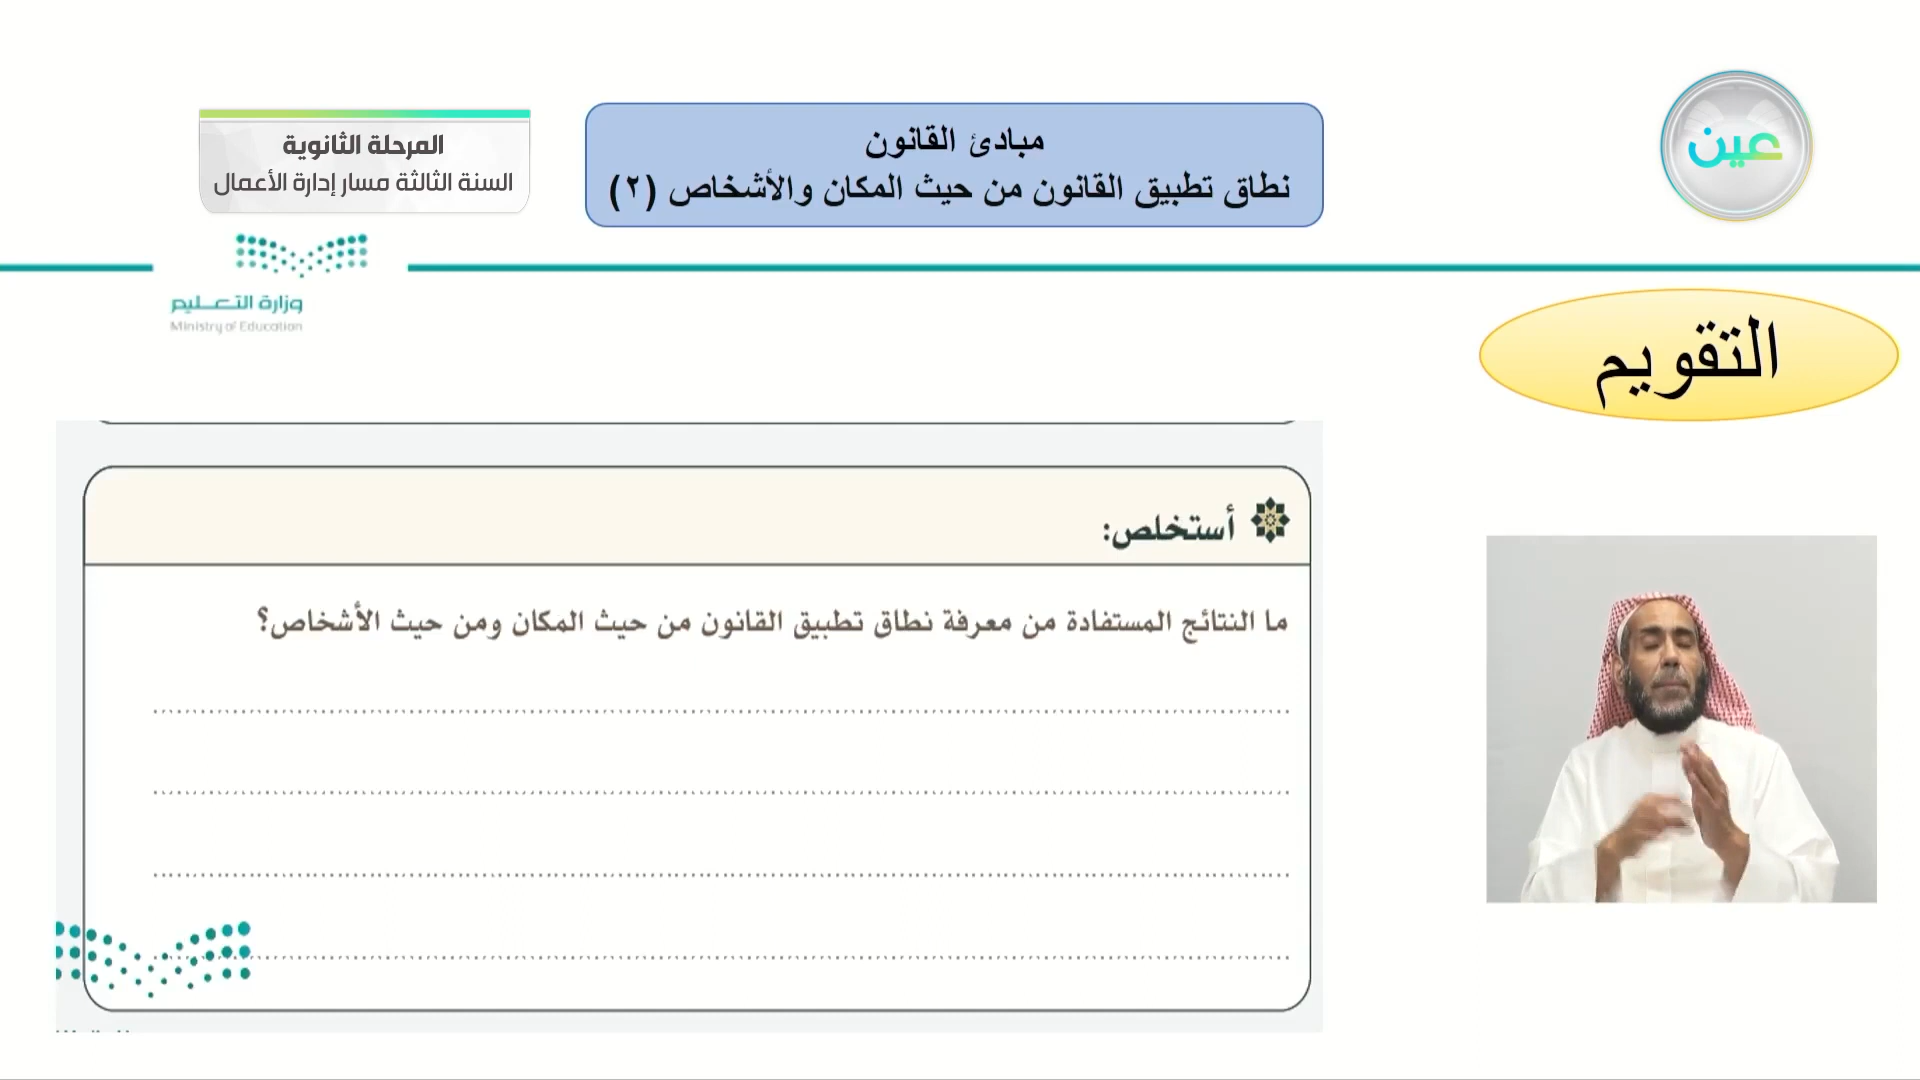 عين
مبادئ القانون
نطاق تطبيق القانون من حيث المكان والأشخاص (٢)
المرحلة الثانوية
السنة الثالثة مسار إدارة الأعمال
وزارة التعليم
Ministry of Education
التقويم
أستخلص:
ما النتائج المستفادة من معرفة نطاق تطبيق القانون من حيث المكان ومن حيث الأشخاص؟